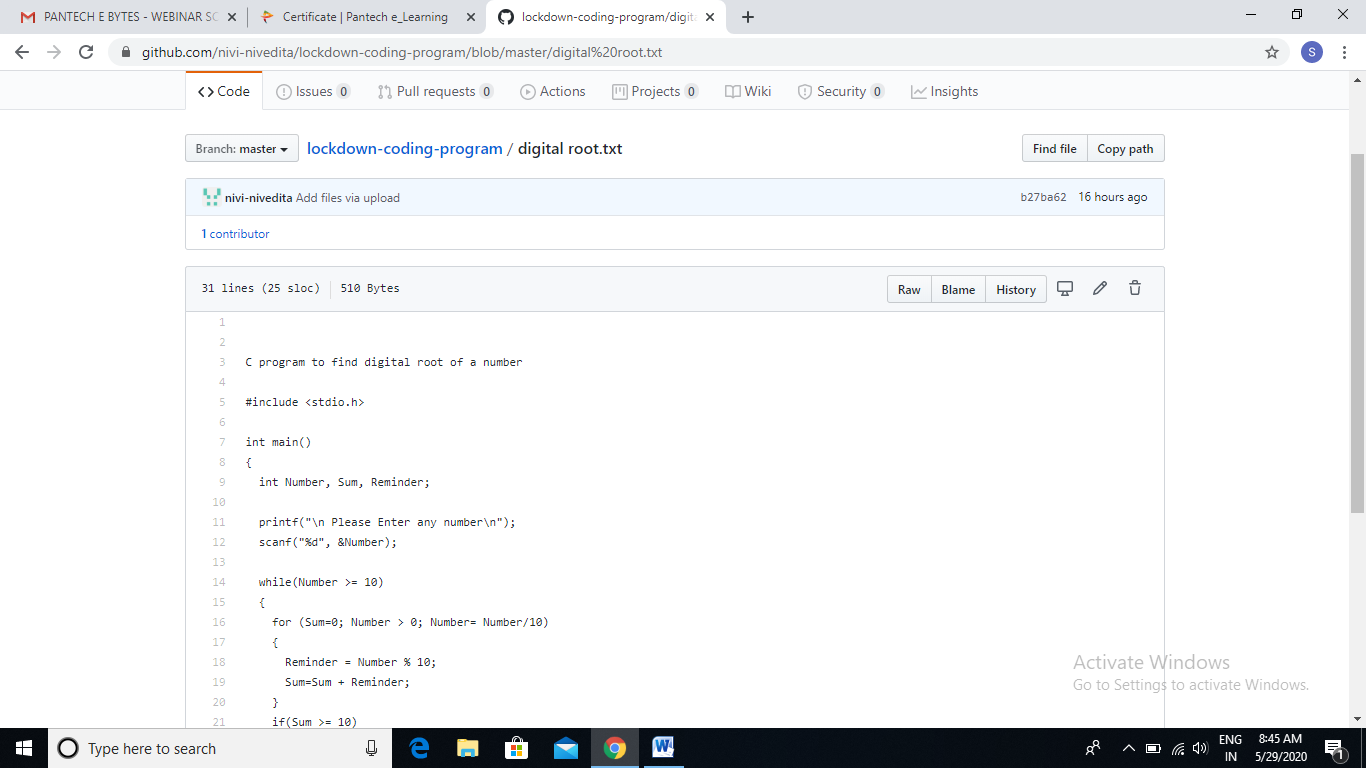 PANTECH E BYTES - WEBINAR SC
Certificate | Pantech e_Learning
lockdown-coding-program/digit
github.com/nivi-nivedita/lockdown-coding-program/blob/master/digital%20root.txt
S
Code Issues 0 Pull requests 0 Actions Projects 0 Wiki Security 0 Insights
Branch: master lockdown-coding-program / digital root.txt Find file Copy path
nivi-nivedita Add files via upload b27ba62 16 hours ago
1 contributor
31 lines (25 sloc) 510 Bytes Raw Blame History
1
2
3 C program to find digital root of a number
4
5 #include <stdio.h>
6
7 int main()
8 {
9 int Number, Sum, Reminder;
10
11 printf("\n Please Enter any number\n");
12 scanf("%d", &Number);
13
14 while(Number >= 10)
15 {
16 for (Sum=0; Number > 0; Number= Number/10)
17 {
18 Reminder = Number % 10;
19 Sum=Sum + Reminder;
20 }
21 if(Sum >= 10)
Activate Windows
Go to Settings to activate Windows.
Type here to search
ENG
IN
8:45 AM
5/29/2020
1